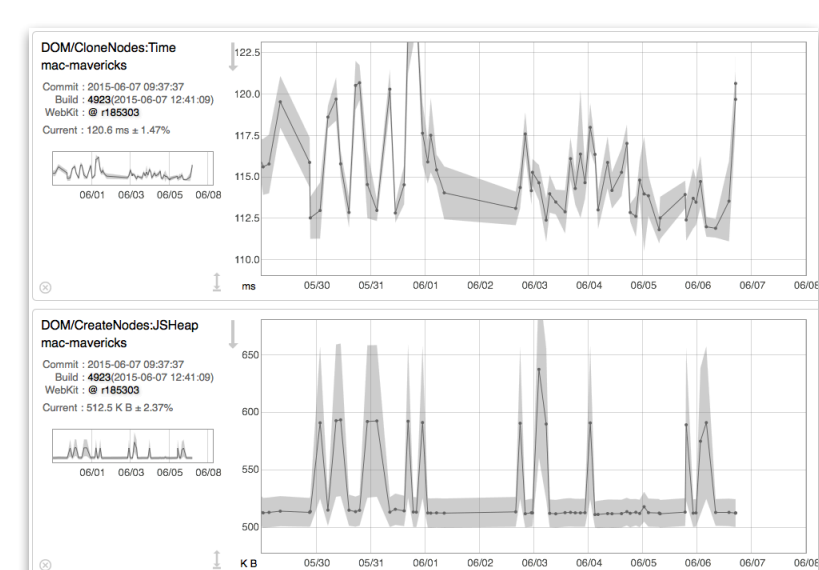 DOM/CloneNodes:Time
mac-mavericks
Commit : 2015-06-07 09:37:37
Build : 4923(2015-06-07 12:41:09)
WebKit : @ r185303
Current : 120.6 ms ± 1.47%
06/01 06/03 06/05 06/08
122.5
120.0
117.5
115.0
112.5
110.0
ms 05/30 05/31 06/01 06/02 06/03 06/04 06/05 06/06 06/07 06/08
DOM/CreateNodes:JSHeap
mac-mavericks
Commit : 2015-06-07 09:37:37
Build : 4923(2015-06-07 12:41:09)
WebKit : @ r185303
Current : 512.5 K B ± 2.37%
06/01 06/03 06/05 06/08
650
600
550
500
K B 05/30 05/31 06/01 06/02 06/03 06/04 06/05 06/06 06/07 06/08